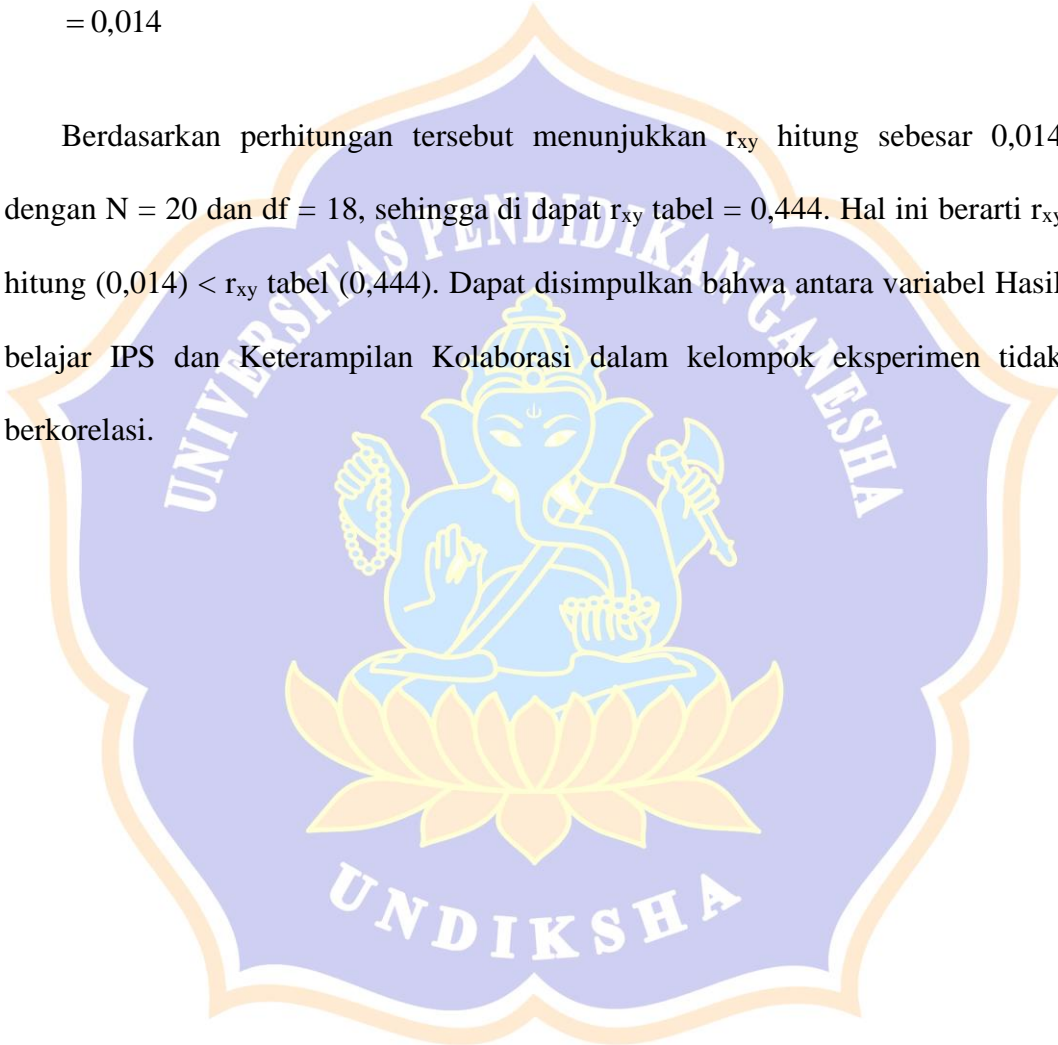 = 0,014
Berdasarkan perhitungan tersebut menunjukkan rxy hitung sebesar 0,014
dengan N = 20 dan df = 18, sehingga di dapat rxy tabel = 0,444. Hal ini berarti rxy
hitung (0,014) < rxy tabel (0,444). Dapat disimpulkan bahwa antara variabel Hasil
belajar IPS dan Keterampilan Kolaborasi dalam kelompok eksperimen tidak
berkorelasi.
UNIVERSITAS PENDIDIKAN GANESHA
UNDIKSHA